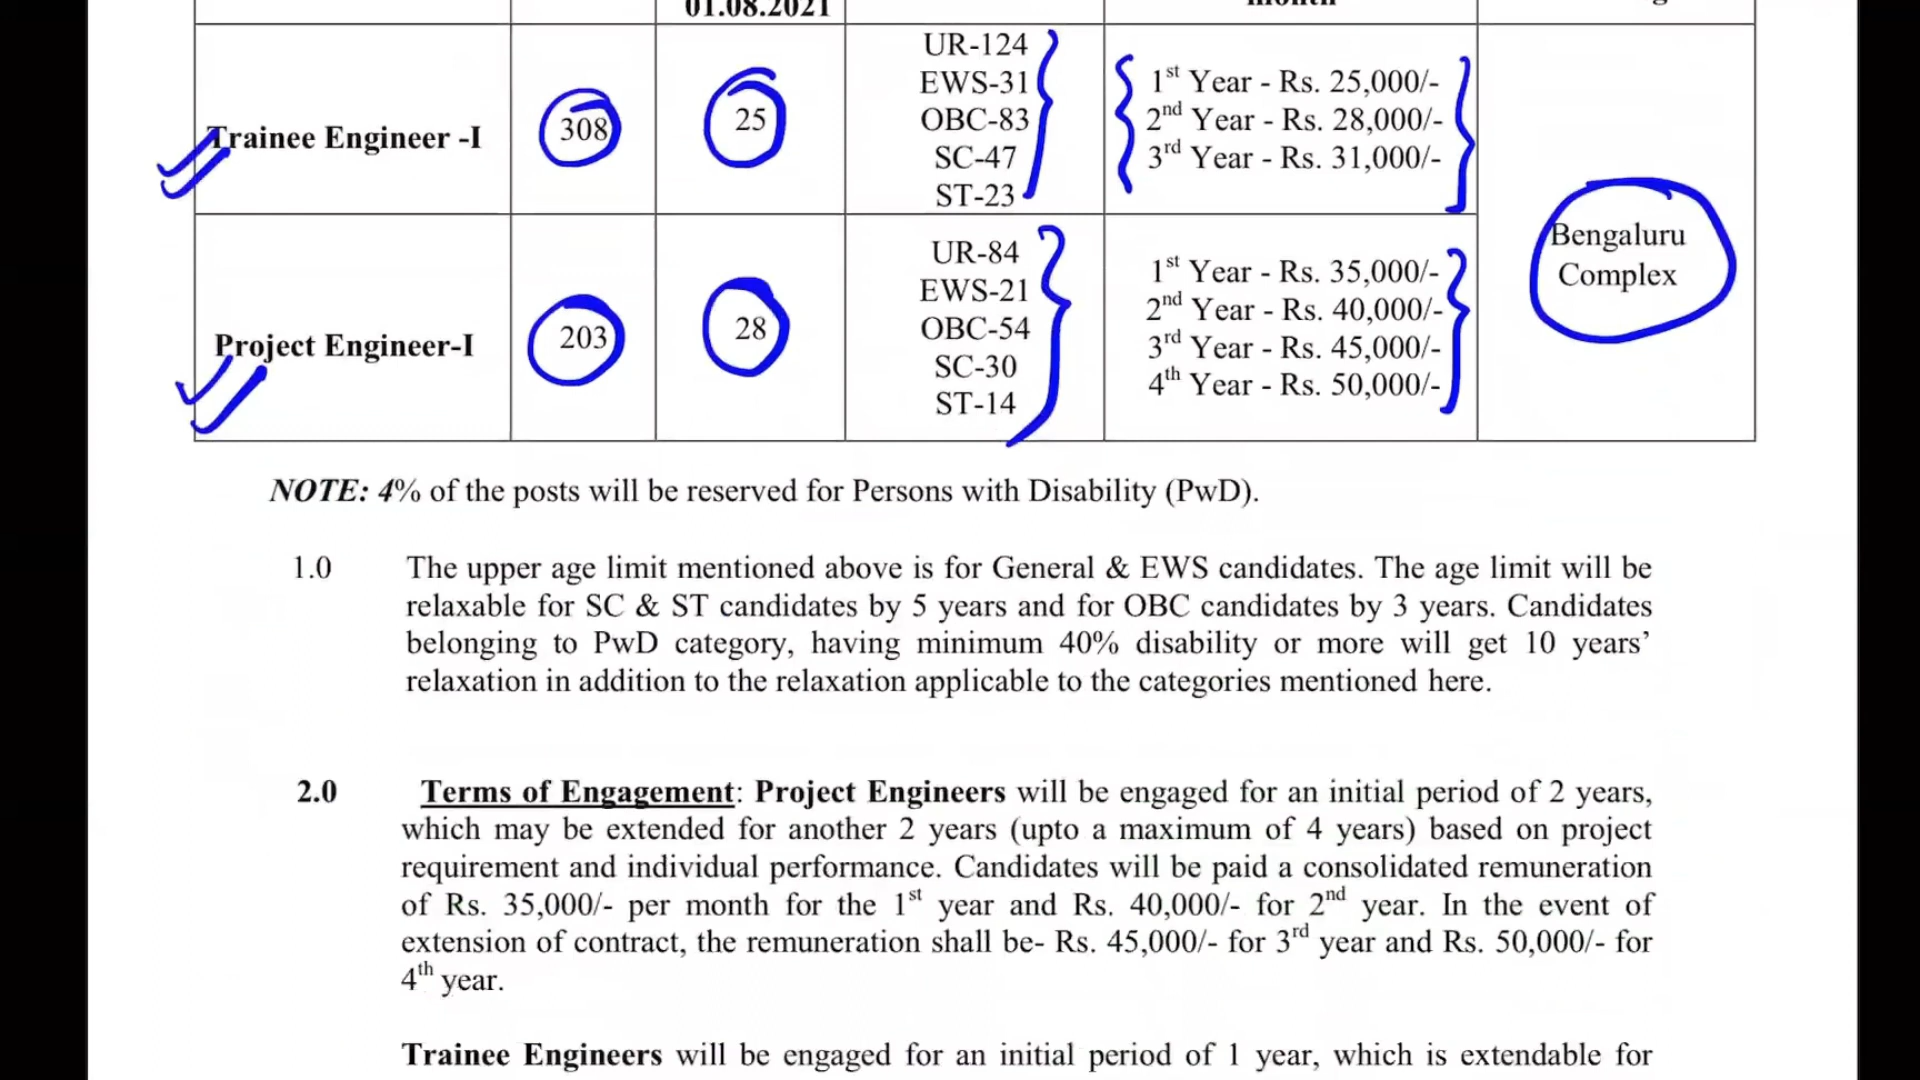 01.08.2021
month
Trainee Engineer -I
308
25
UR-124
EWS-31
OBC-83
SC-47
ST-23
1st Year - Rs. 25,000/-
2nd Year - Rs. 28,000/-
3rd Year - Rs. 31,000/-
Bengaluru
Complex
Project Engineer-I
203
28
UR-84
EWS-21
OBC-54
SC-30
ST-14
1st Year - Rs. 35,000/-
2nd Year - Rs. 40,000/-
3rd Year - Rs. 45,000/-
4th Year - Rs. 50,000/-
NOTE: 4% of the posts will be reserved for Persons with Disability (PwD).
1.0 The upper age limit mentioned above is for General & EWS candidates. The age limit will be
relaxable for SC & ST candidates by 5 years and for OBC candidates by 3 years. Candidates
belonging to PwD category, having minimum 40% disability or more will get 10 years’
relaxation in addition to the relaxation applicable to the categories mentioned here.
2.0 Terms of Engagement: Project Engineers will be engaged for an initial period of 2 years,
which may be extended for another 2 years (upto a maximum of 4 years) based on project
requirement and individual performance. Candidates will be paid a consolidated remuneration
of Rs. 35,000/- per month for the 1st year and Rs. 40,000/- for 2nd year. In the event of
extension of contract, the remuneration shall be- Rs. 45,000/- for 3rd year and Rs. 50,000/- for
4th year.
Trainee Engineers will be engaged for an initial period of 1 year, which is extendable for